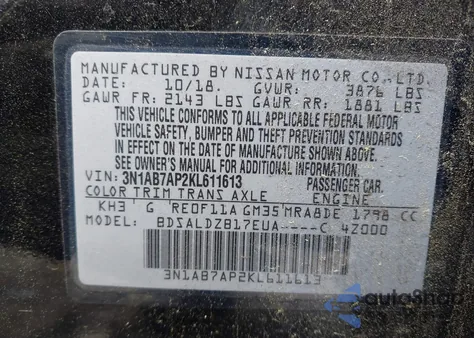 MANUFACTURED BY NISSAN MOTOR CO., LTD.
DATE: 10/18. GVWR: 3876 LBS
GAWR FR: 2143 LBS GAWR RR: 1881 LBS
THIS VEHICLE CONFORMS TO ALL APPLICABLE FEDERAL MOTOR
VEHICLE SAFETY, BUMPER AND THEFT PREVENTION STANDARDS
IN EFFECT ON THE DATE OF MANUFACTURE SHOWN ABOVE.
SEE OWNER'S MANUAL FOR ADDITIONAL INFORMATION.
VIN: 3N1AB7AP2KL611613 PASSENGER CAR.
COLOR TRIM TRANS AXLE ENGINE
KH3 G RE0F11A GM35 MRA8DE 1798 CC
MODEL: BDSALDZB17EUA----C 4Z000
3N1AB7AP2KL611613